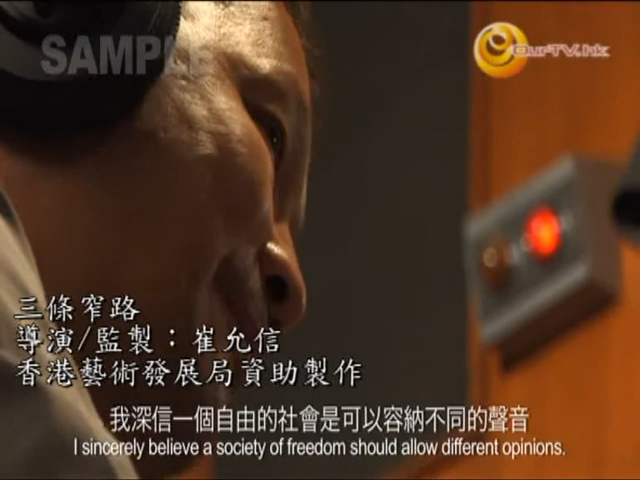 SAMPLE
OurTV.hk
三條窄路
導演/監製：崔允信
香港藝術發展局資助製作
我深信一個自由的社會是可以容納不同的聲音
I sincerely believe a society of freedom should allow different opinions.